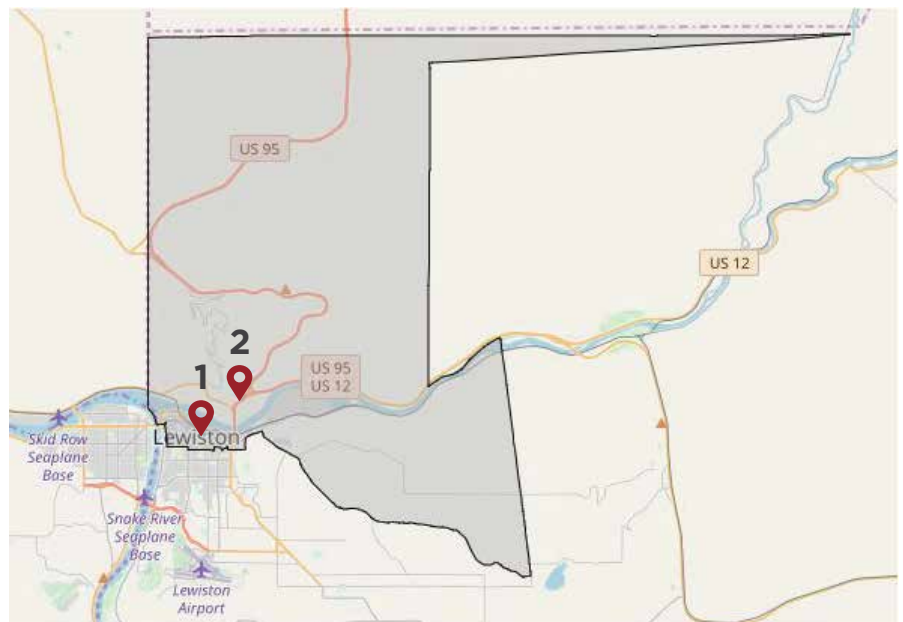 US 95
US 12
2
1
US 95
US 12
Lewiston
Skid Row
Seaplane
Base
Snake River
Seaplane
Base
Lewiston
Airport